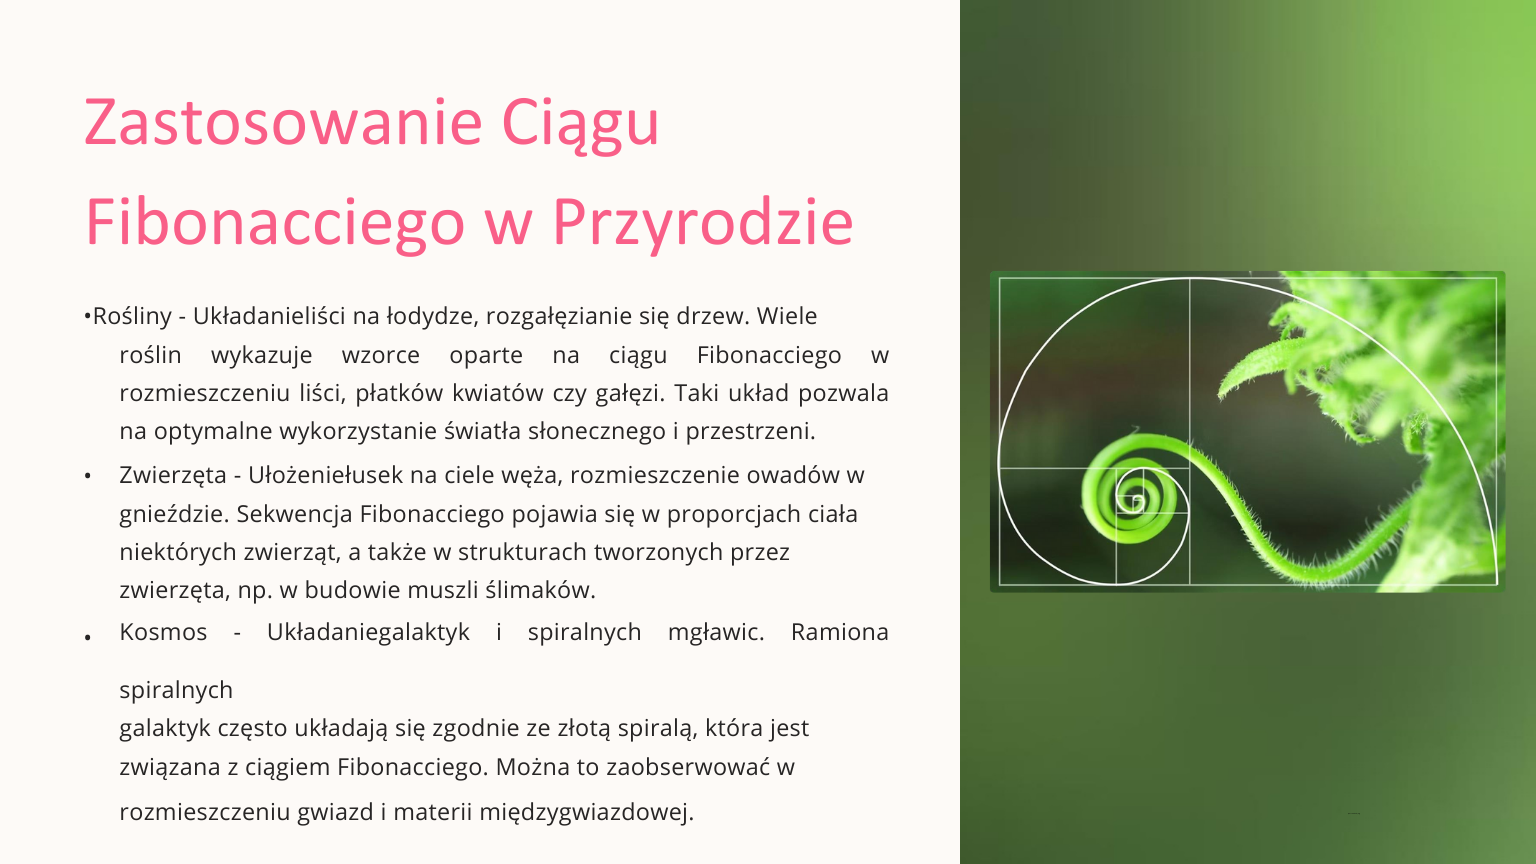 Zastosowanie Ciągu
Fibonacciego w Przyrodzie
•Rośliny - Układanieliści na łodydze, rozgałęzianie się drzew. Wiele
roślin wykazuje wzorce oparte na ciągu Fibonacciego w
rozmieszczeniu liści, płatków kwiatów czy gałęzi. Taki układ pozwala
na optymalne wykorzystanie światła słonecznego i przestrzeni.
• Zwierzęta - Ułożeniełusek na ciele węża, rozmieszczenie owadów w
gnieździe. Sekwencja Fibonacciego pojawia się w proporcjach ciała
niektórych zwierząt, a także w strukturach tworzonych przez
zwierzęta, np. w budowie muszli ślimaków.
• Kosmos - Układaniegalaktyk i spiralnych mgławic. Ramiona
spiralnych
galaktyk często układają się zgodnie ze złotą spiralą, która jest
związana z ciągiem Fibonacciego. Można to zaobserwować w
rozmieszczeniu gwiazd i materii międzygwiazdowej.